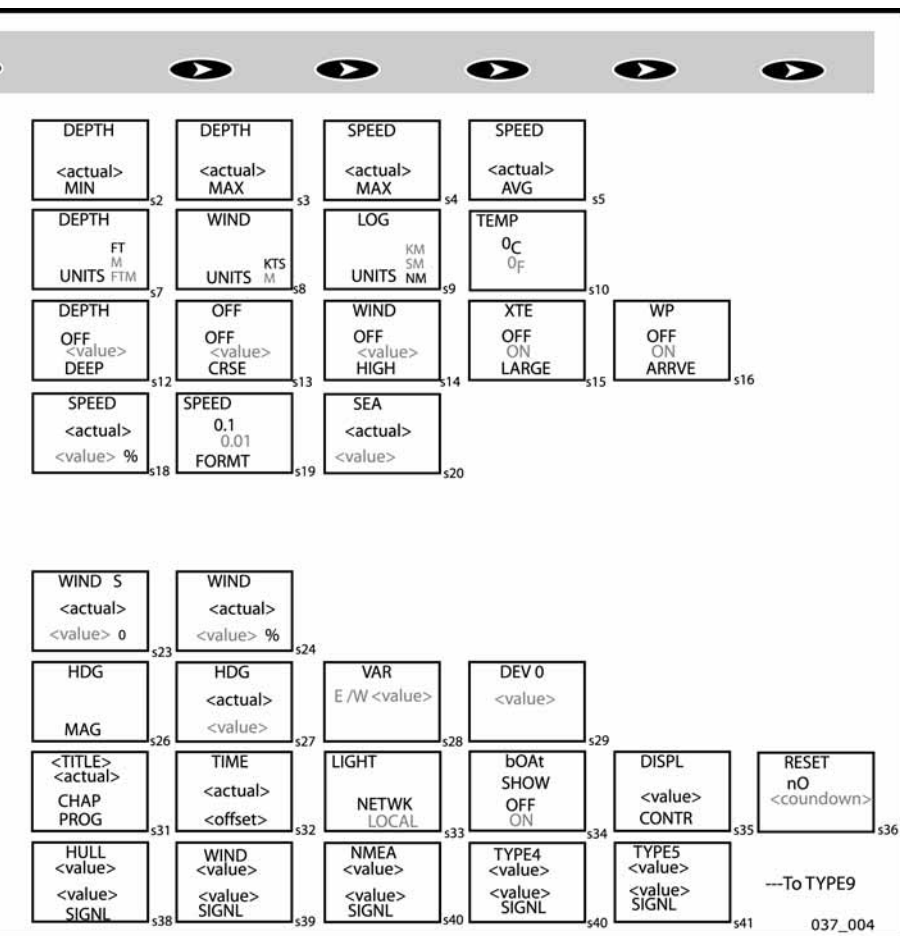 DEPTH
<actual>
MIN
s2
DEPTH
<actual>
MAX
s3
SPEED
<actual>
MAX
s4
SPEED
<actual>
AVG
s5
DEPTH
FT
M
UNITS FTM
s7
WIND
KTS
UNITS M
s8
LOG
KM
SM
UNITS NM
s9
TEMP
0C
0F
s10
DEPTH
OFF
<value>
DEEP
s12
OFF
OFF
<value>
CRSE
s13
WIND
OFF
<value>
HIGH
s14
XTE
OFF
ON
LARGE
s15
WP
OFF
ON
ARRVE
s16
SPEED
<actual>
<value> %
s18
SPEED
0.1
0.01
FORMT
s19
SEA
<actual>
<value>
s20
WIND S
<actual>
<value> 0
s23
WIND
<actual>
<value> %
s24
HDG
MAG
s26
HDG
<actual>
<value>
s27
VAR
E /W <value>
s28
DEV 0
<value>
s29
<TITLE>
<actual>
CHAP
PROG
s31
TIME
<actual>
<offset>
s32
LIGHT
NETWK
LOCAL
s33
bOAt
SHOW
OFF
ON
s34
DISPL
<value>
CONTR
s35
RESET
nO
<coundown>
s36
HULL
<value>
<value>
SIGNL
s38
WIND
<value>
<value>
SIGNL
s39
NMEA
<value>
<value>
SIGNL
s40
TYPE4
<value>
<value>
SIGNL
s40
TYPE5
<value>
<value>
SIGNL
s41
---To TYPE9
037_004